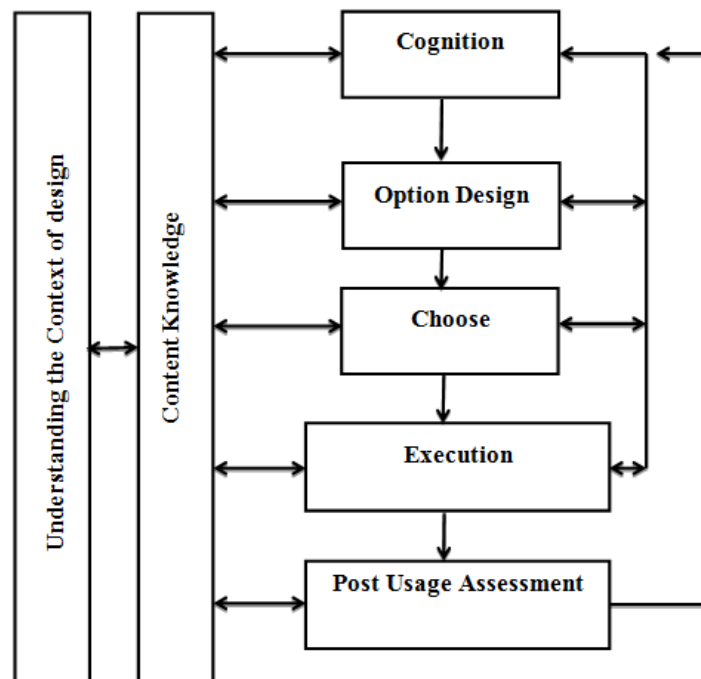 Understanding the Context of design
Content Knowledge
Cognition
Option Design
Choose
Execution
Post Usage Assessment